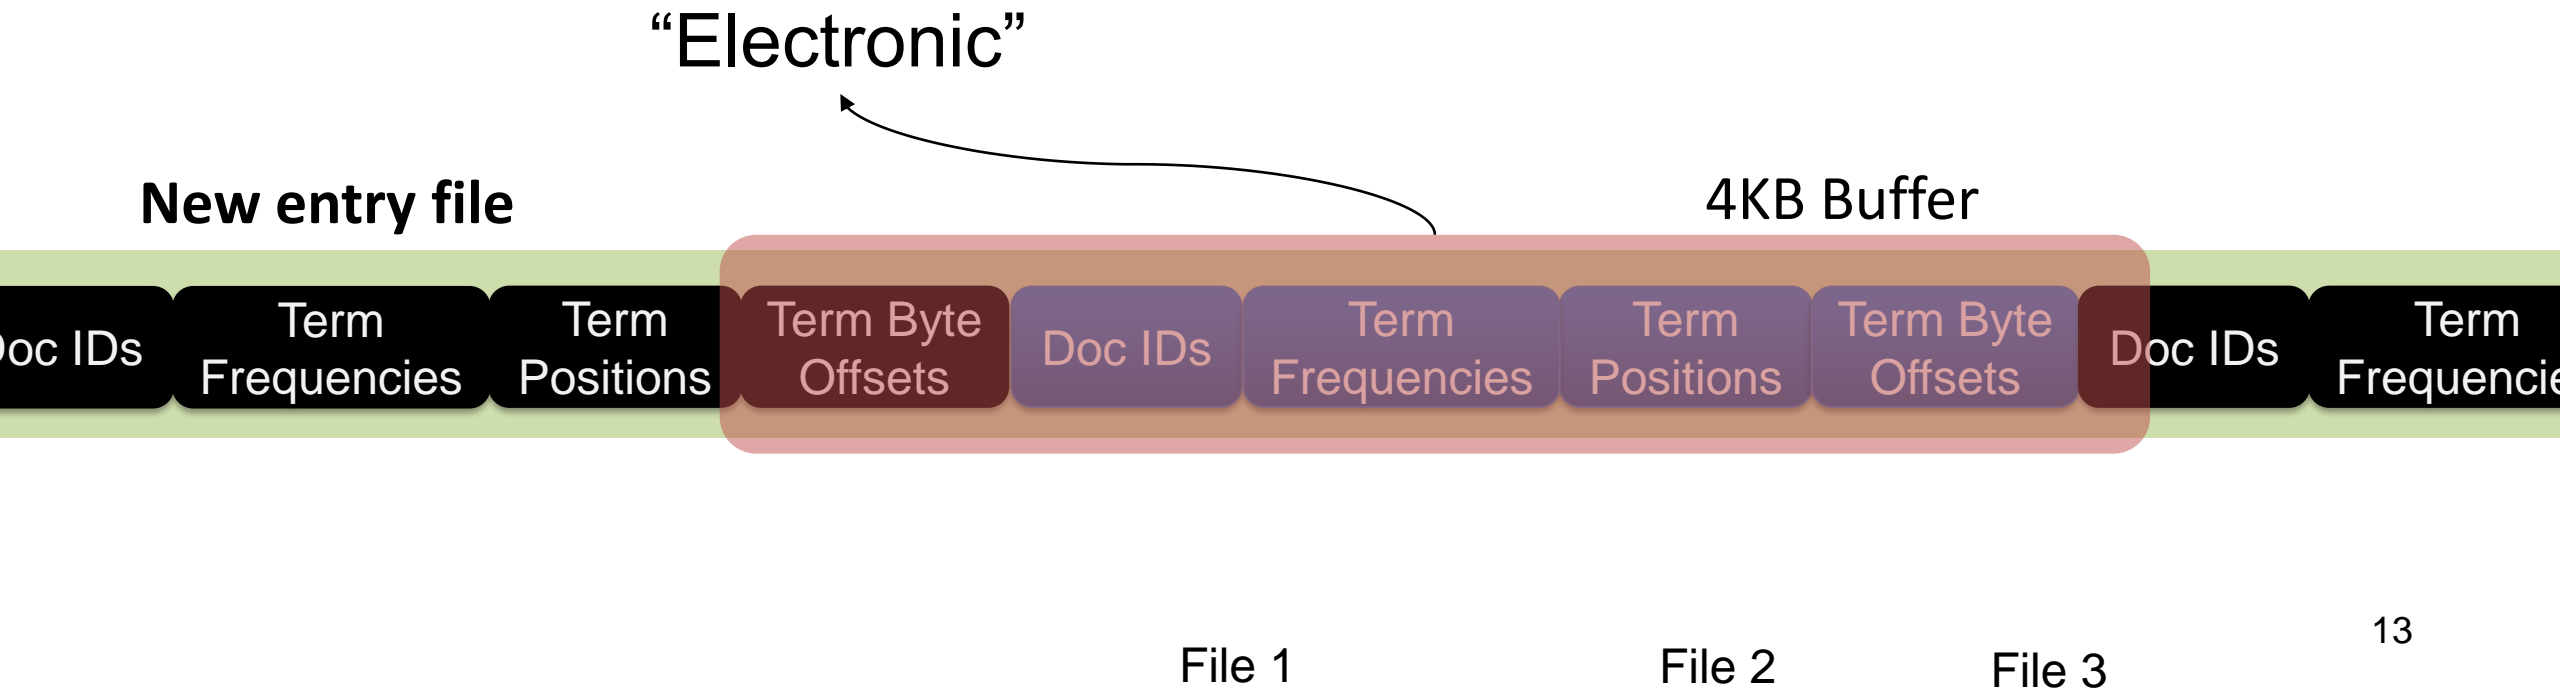 “Electronic”
New entry file
4KB Buffer
Doc IDs
Term
Frequencies
Term
Positions
Term Byte
Offsets
Doc IDs
Term
Frequencies
Term
Positions
Term Byte
Offsets
Doc IDs
Term
Frequencie
13
File 1
File 2
File 3